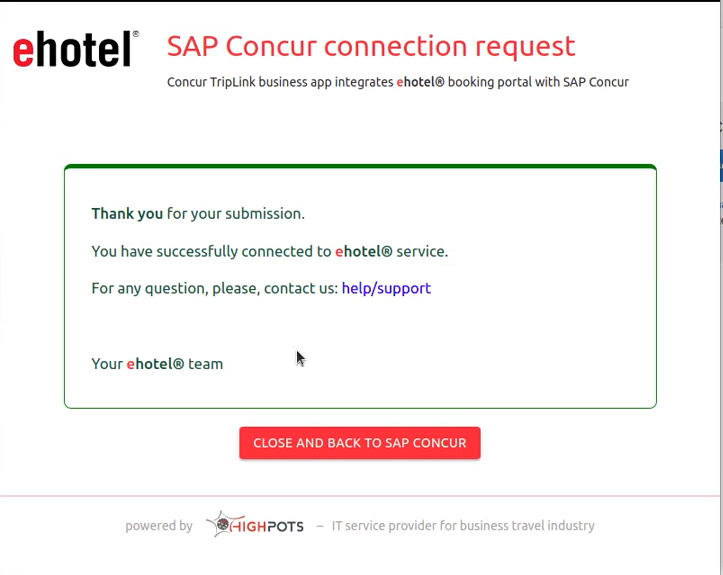 ehotel®
SAP Concur connection request
Concur TripLink business app integrates ehotel® booking portal with SAP Concur
Thank you for your submission.
You have successfully connected to ehotel® service.
For any question, please, contact us: help/support
Your ehotel® team
CLOSE AND BACK TO SAP CONCUR
powered by HIGHPOTS – IT service provider for business travel industry